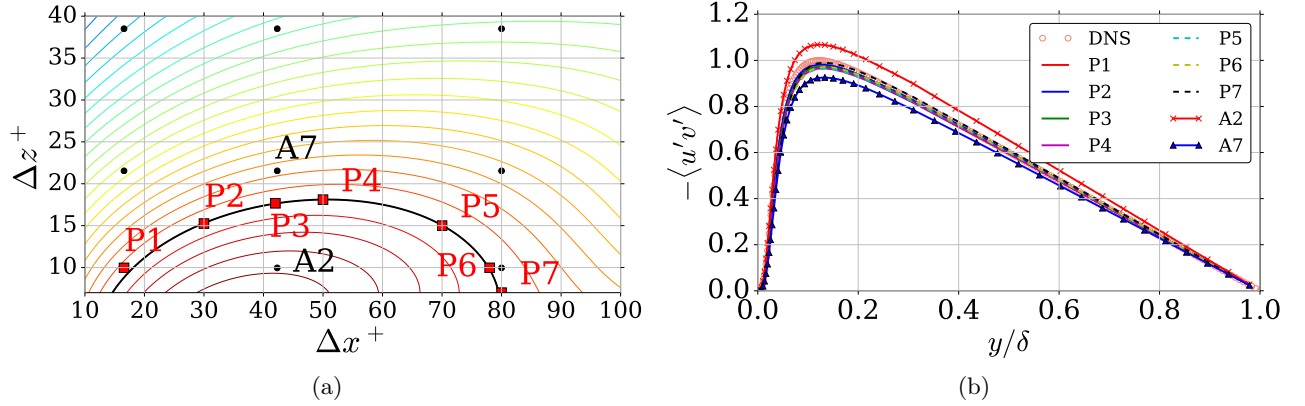 40
35
30
25
20
15
10
Δz⁺
A7
P2
P4
P5
P1
P3
A2
P6
P7
10 20 30 40 50 60 70 80 90 100
Δx⁺
(a)
1.2
1.0
0.8
0.6
0.4
0.2
0.0
−⟨u′v′⟩
DNS
P1
P2
P3
P4
P5
P6
P7
A2
A7
0.0 0.2 0.4 0.6 0.8 1.0
y/δ
(b)